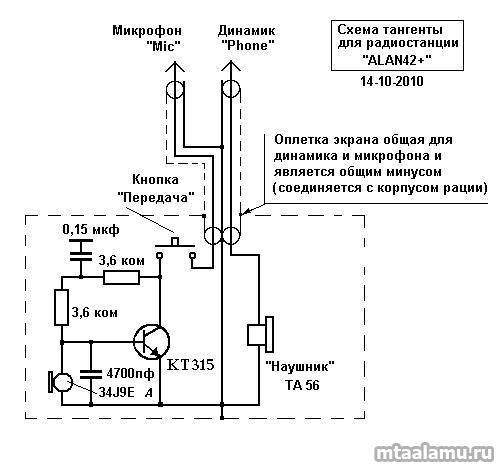 Микрофон
"Mic"
Динамик
"Phone"
Схема тангенты
для радиостанции
"ALAN42+"
14-10-2010
Оплетка экрана общая для
динамика и микрофона и
является общим минусом
(соединяется с корпусом рации)
Кнопка
"Передача"
0,15 мкф
3,6 ком
3,6 ком
КТ315
"Наушник"
ТА 56
4700пф
34J9E A
mtaalamu.ru